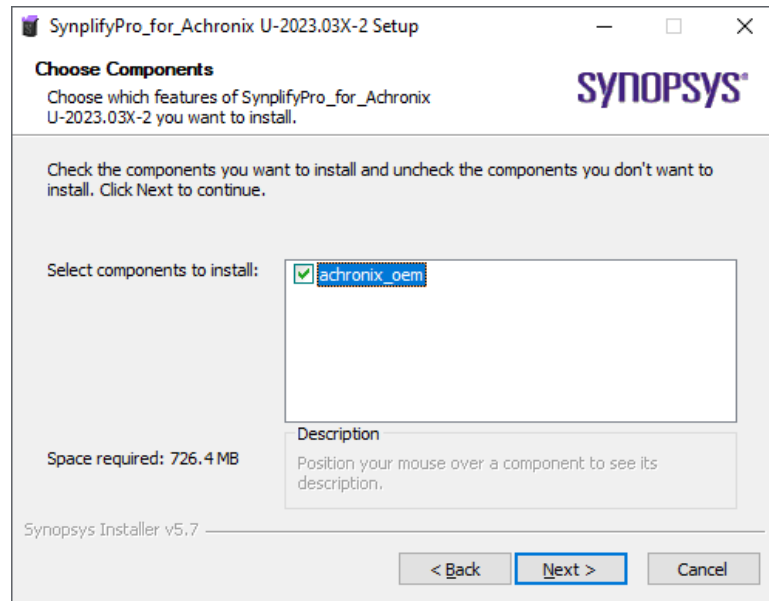 SynplifyPro_for_Achronix U-2023.03X-2 Setup
Choose Components
Choose which features of SynplifyPro_for_Achronix
U-2023.03X-2 you want to install.
SYNOPSYS®
Check the components you want to install and uncheck the components you don't want to
install. Click Next to continue.
Select components to install:
achronix_oem
Space required: 726.4 MB
Description
Position your mouse over a component to see its
description.
Synopsys Installer v5.7
< Back
Next >
Cancel